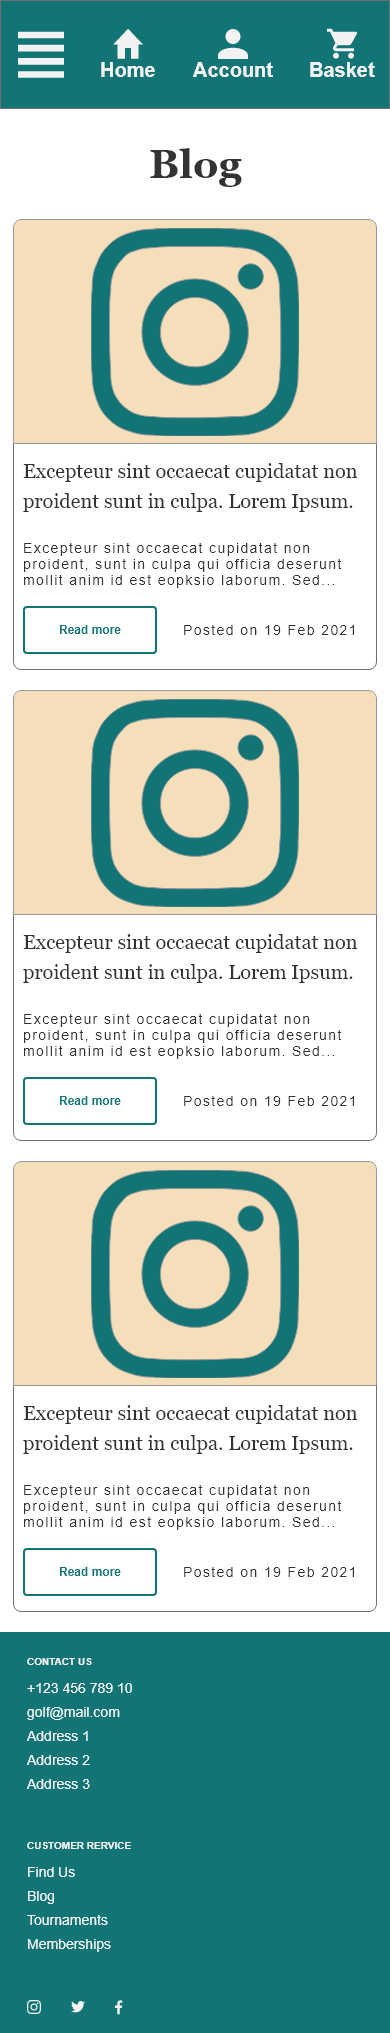 Home Account Basket
Blog
Excepteur sint occaecat cupidatat non
proident sunt in culpa. Lorem Ipsum.
Excepteur sint occaecat cupidatat non
proident, sunt in culpa qui officia deserunt
mollit anim id est eopksio laborum. Sed...
Read more Posted on 19 Feb 2021
Excepteur sint occaecat cupidatat non
proident sunt in culpa. Lorem Ipsum.
Excepteur sint occaecat cupidatat non
proident, sunt in culpa qui officia deserunt
mollit anim id est eopksio laborum. Sed...
Read more Posted on 19 Feb 2021
Excepteur sint occaecat cupidatat non
proident sunt in culpa. Lorem Ipsum.
Excepteur sint occaecat cupidatat non
proident, sunt in culpa qui officia deserunt
mollit anim id est eopksio laborum. Sed...
Read more Posted on 19 Feb 2021
CONTACT US
+123 456 789 10
golf@mail.com
Address 1
Address 2
Address 3
CUSTOMER RERVICE
Find Us
Blog
Tournaments
Memberships